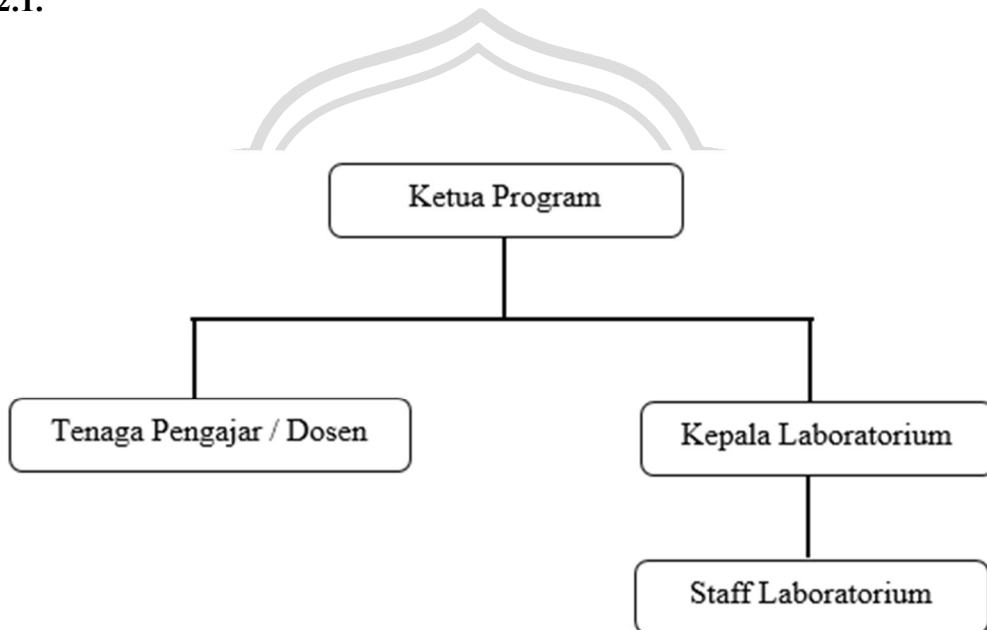 2.1.
Ketua Program
Tenaga Pengajar / Dosen
Kepala Laboratorium
Staff Laboratorium